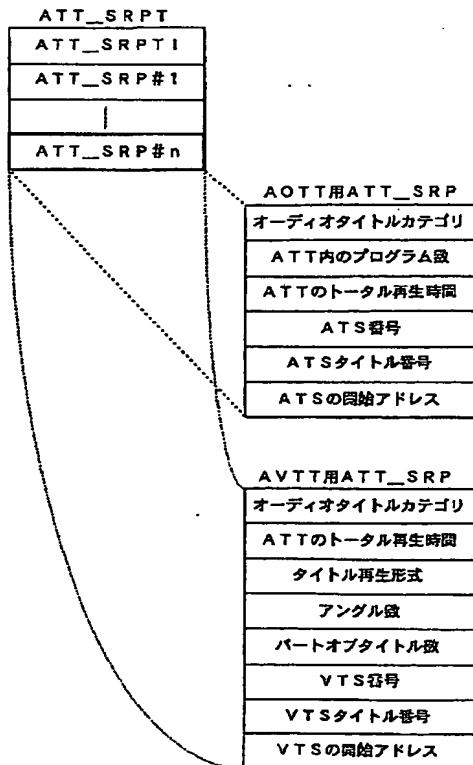 ATT__SRPT
ATT__SRPTI
ATT__SRP#1
ATT__SRP#n
AOTT用ATT__SRP
オーディオタイトルカテゴリ
ATT内のプログラム数
ATTのトータル再生時間
ATS番号
ATSタイトル番号
ATSの開始アドレス
AVTT用ATT__SRP
オーディオタイトルカテゴリ
ATTのトータル再生時間
タイトル再生形式
アングル数
パートオブタイトル数
VTS番号
VTSタイトル番号
VTSの開始アドレス